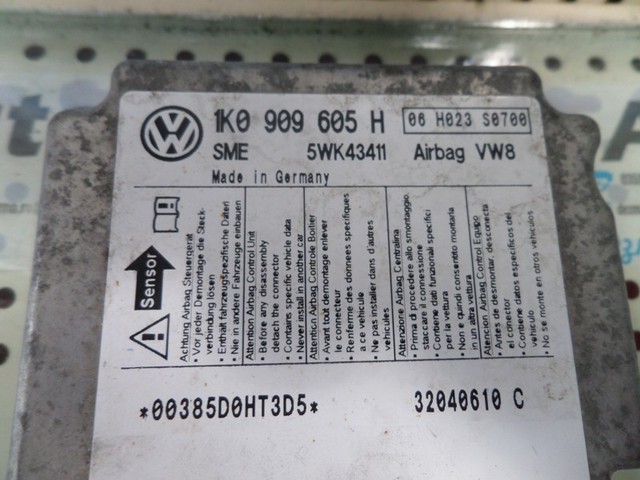 1K0 909 605 H
06 H023 S0700
SME 5WK43411 Airbag VW8
Made in Germany
Sensor
Achtung Airbag Steuergerät
• Vor jeder Demontage die Steck-
verbindung lösen
• Enthält fahrzeugspezifische Daten
• Nie in andere Fahrzeuge einbauen
Attention Airbag Control Unit
• Before any disassembly
detach the connector
• Contains specific vehicle data
• Never install in another car
Attention Airbag Controle Boitier
• Avant tout demontage enlever
le connecteur
• Renferme des donnees specifiques
a ce vehicule
• Ne pas installer dans d'autres
vehicules
Attenzione Airbag Centralina
• Prima di procedere allo smontaggio
staccare il connessione
• Contiene dati funzionali specifici
per vettura
• Non e quindi consentito montarla
in un altra vettura
Atencion Airbag Control Equipo
• Antes de desmontar, desconecta
el conector
• Contiene datos especificos del
vehiculo
• No se monte en otros vehiculos
*00385D0HT3D5* 32040610 C